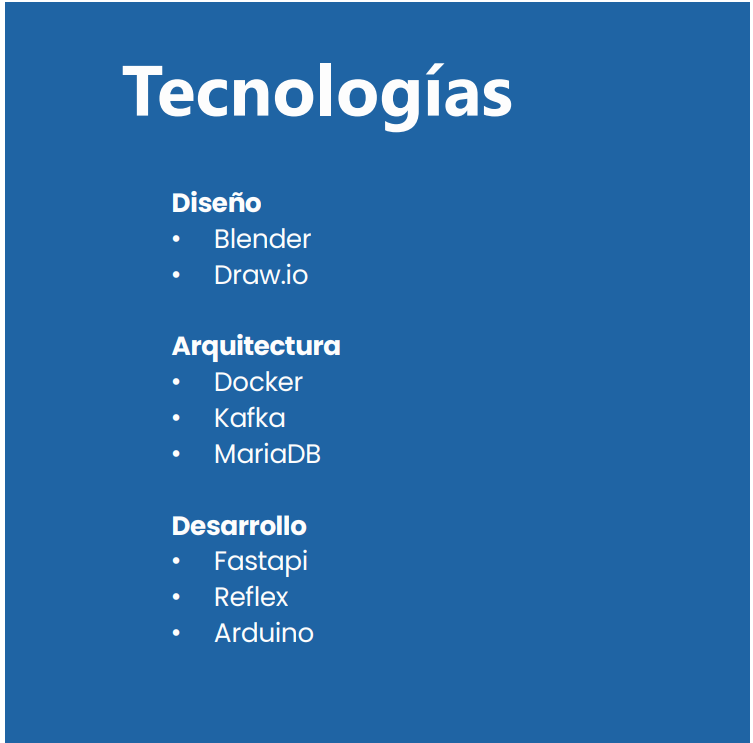 Tecnologías
Diseño
• Blender
• Draw.io
Arquitectura
• Docker
• Kafka
• MariaDB
Desarrollo
• Fastapi
• Reflex
• Arduino